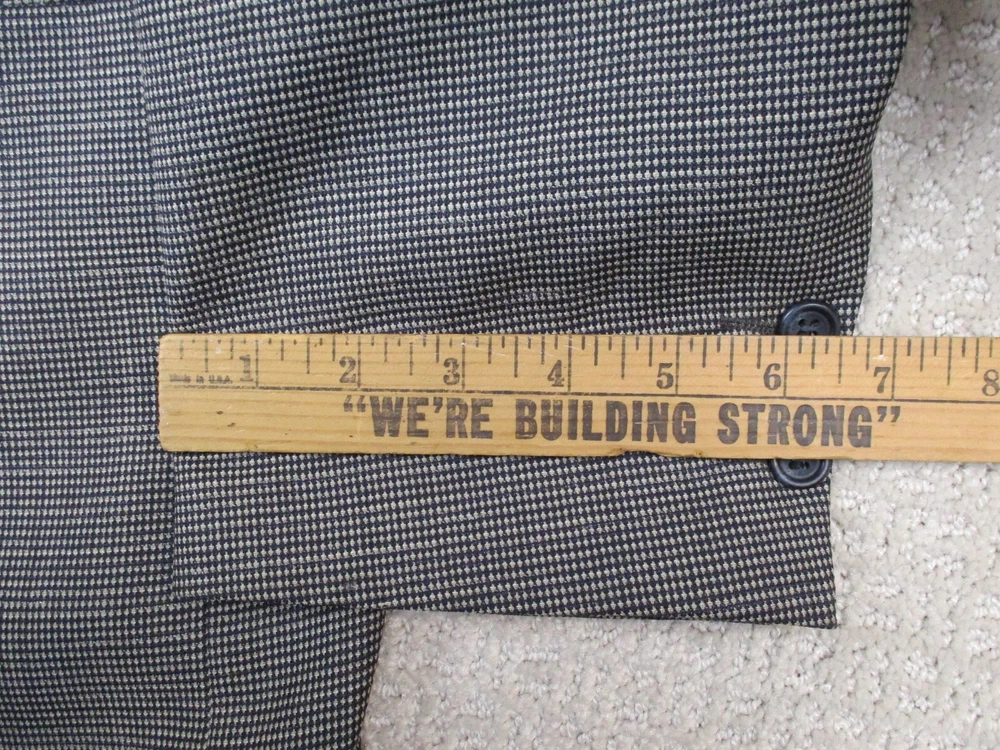 1 2 3 4 5 6 7 8
Made in U.S.A.
"WE'RE BUILDING STRONG"